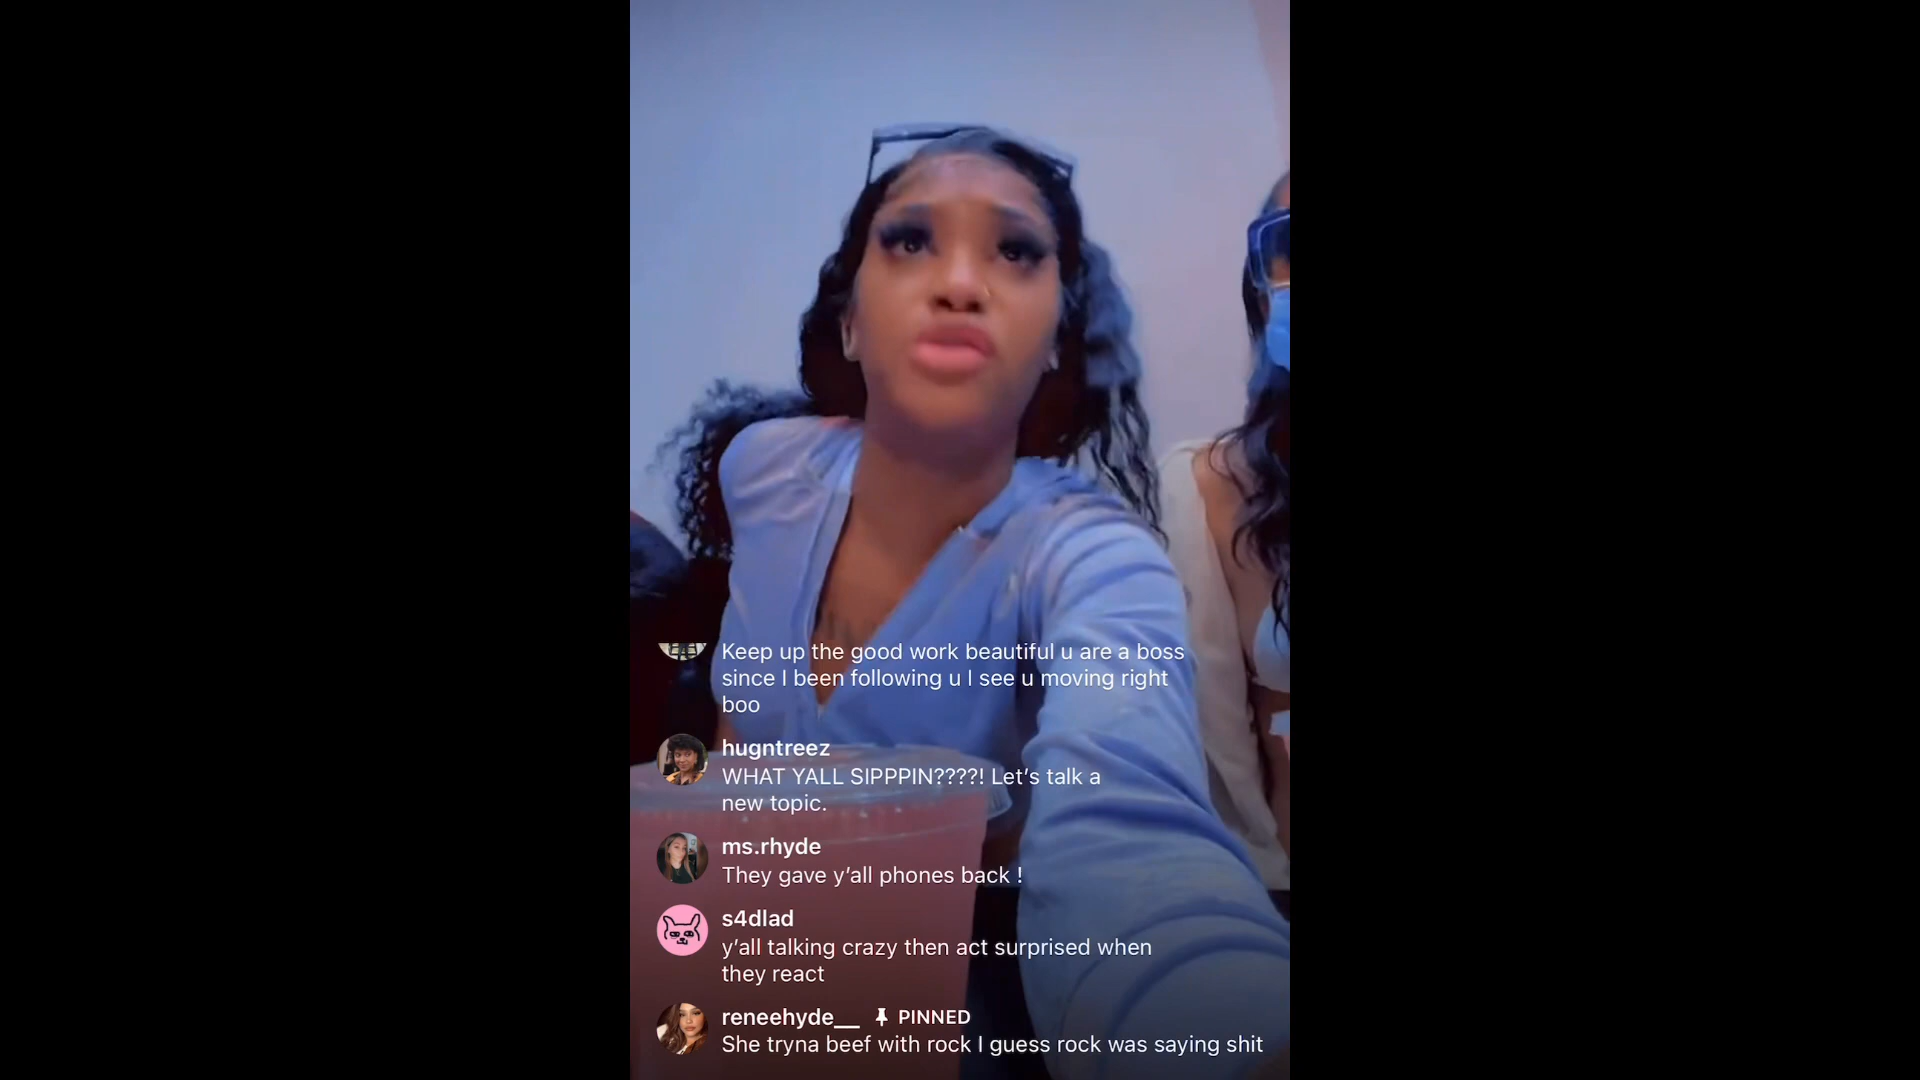 Keep up the good work beautiful u are a boss
since I been following u I see u moving right
boo
hugntreez
WHAT YALL SIPPPIN????! Let’s talk a
new topic.
ms.rhyde
They gave y’all phones back !
s4dlad
y’all talking crazy then act surprised when
they react
reneehyde__ PINNED
She tryna beef with rock I guess rock was saying shit